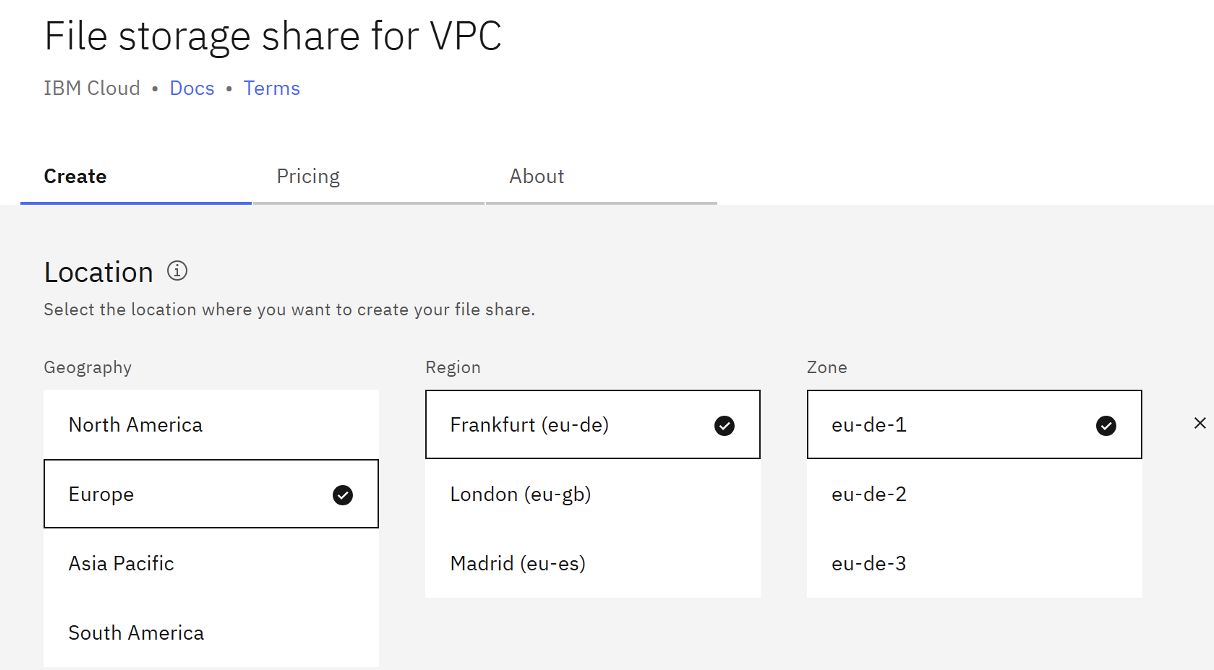 File storage share for VPC
IBM Cloud • Docs • Terms
Create Pricing About
Location
Select the location where you want to create your file share.
Geography Region Zone
North America Frankfurt (eu-de) eu-de-1
Europe London (eu-gb) eu-de-2
Asia Pacific Madrid (eu-es) eu-de-3
South America